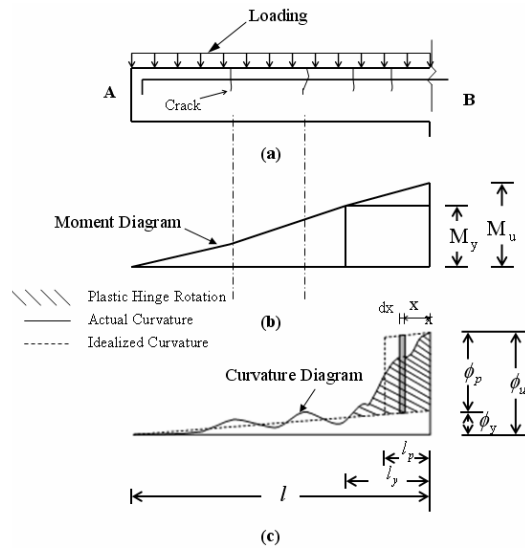 Loading
A
B
Crack
(a)
Moment Diagram
M_y
M_u
Plastic Hinge Rotation
Actual Curvature
Idealized Curvature
(b)
dx
x
Curvature Diagram
ϕ_p
ϕ_u
ϕ_y
l_p
l_y
l
(c)